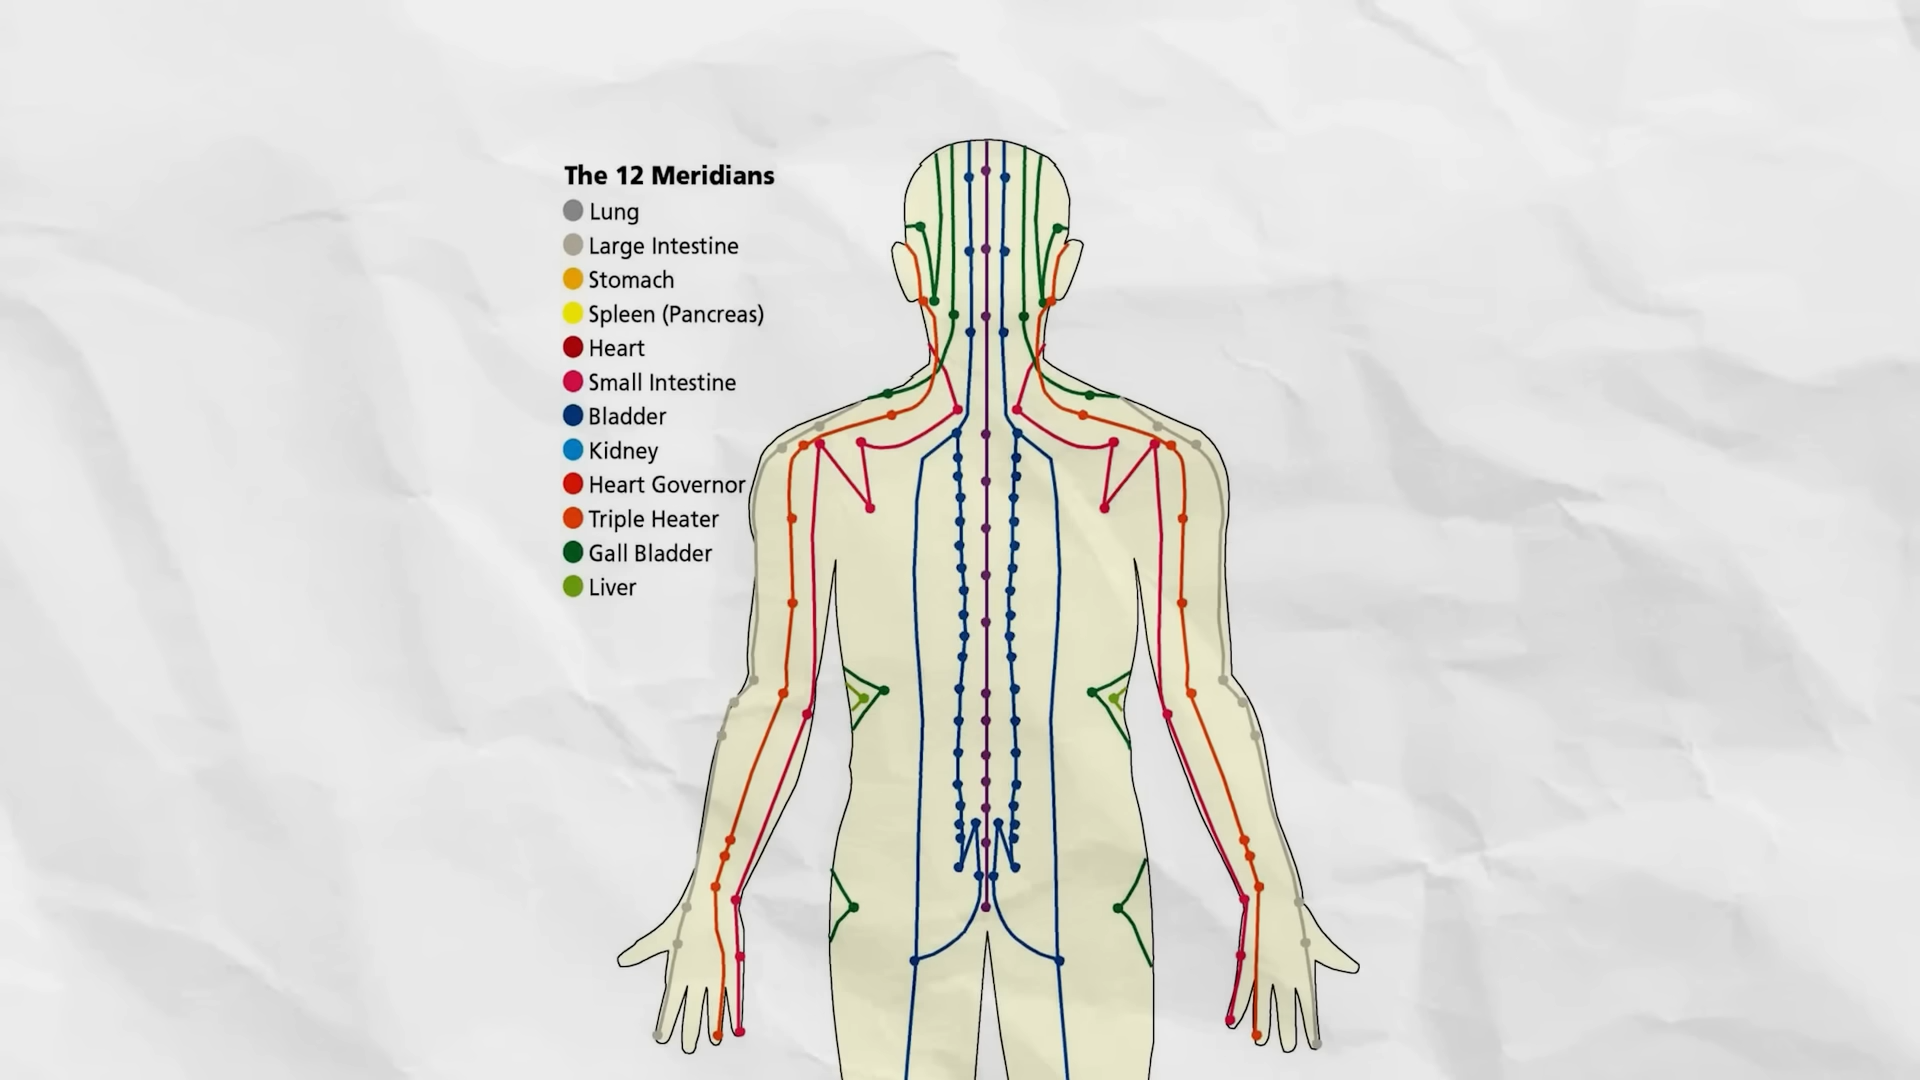 The 12 Meridians
Lung
Large Intestine
Stomach
Spleen (Pancreas)
Heart
Small Intestine
Bladder
Kidney
Heart Governor
Triple Heater
Gall Bladder
Liver